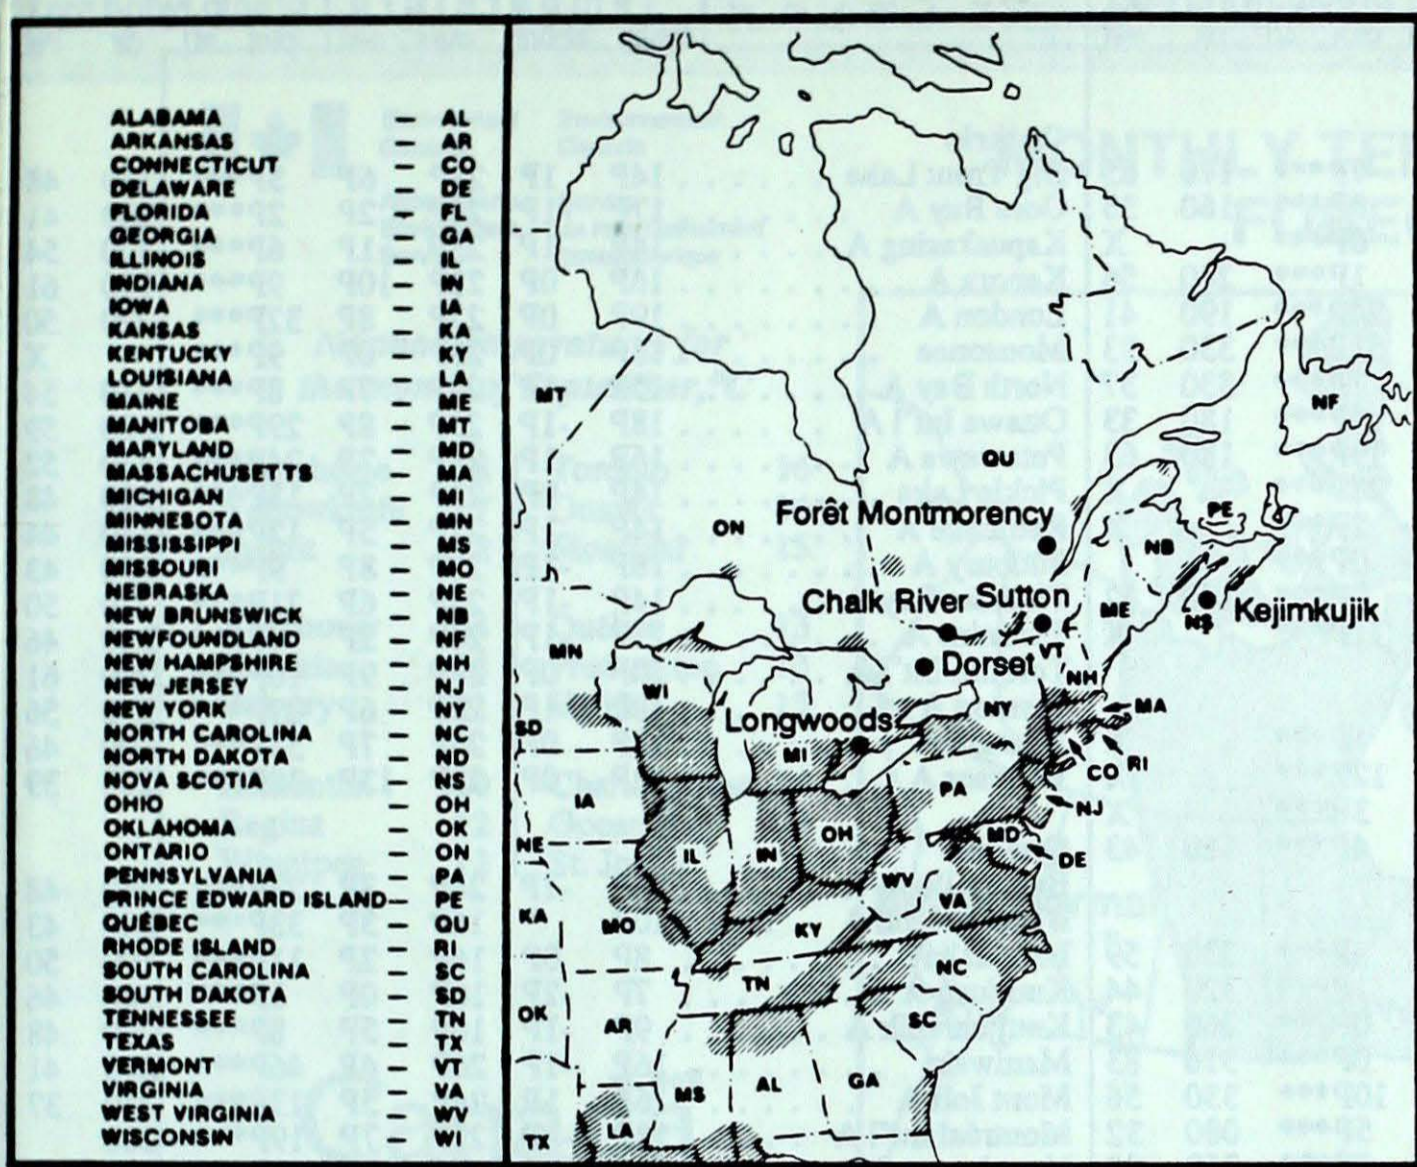 ALABAMA — AL
ARKANSAS — AR
CONNECTICUT — CO
DELAWARE — DE
FLORIDA — FL
GEORGIA — GA
ILLINOIS — IL
INDIANA — IN
IOWA — IA
KANSAS — KA
KENTUCKY — KY
LOUISIANA — LA
MAINE — ME
MANITOBA — MT
MARYLAND — MD
MASSACHUSETTS — MA
MICHIGAN — MI
MINNESOTA — MN
MISSISSIPPI — MS
MISSOURI — MO
NEBRASKA — NE
NEW BRUNSWICK — NB
NEWFOUNDLAND — NF
NEW HAMPSHIRE — NH
NEW JERSEY — NJ
NEW YORK — NY
NORTH CAROLINA — NC
NORTH DAKOTA — ND
NOVA SCOTIA — NS
OHIO — OH
OKLAHOMA — OK
ONTARIO — ON
PENNSYLVANIA — PA
PRINCE EDWARD ISLAND — PE
QUÉBEC — QU
RHODE ISLAND — RI
SOUTH CAROLINA — SC
SOUTH DAKOTA — SD
TENNESSEE — TN
TEXAS — TX
VERMONT — VT
VIRGINIA — VA
WEST VIRGINIA — WV
WISCONSIN — WI
MT
NF
QU
ON
Forêt Montmorency
PE
NB
Chalk River
Sutton
ME
NS
Kejimkujik
MN
Dorset
VT
NH
WI
Longwoods
NY
MA
SD
MI
CO
RI
IA
PA
NJ
NE
OH
MD
IL
IN
DE
WV
VA
KA
MO
KY
NC
TN
OK
AR
SC
MS
AL
GA
TX
LA